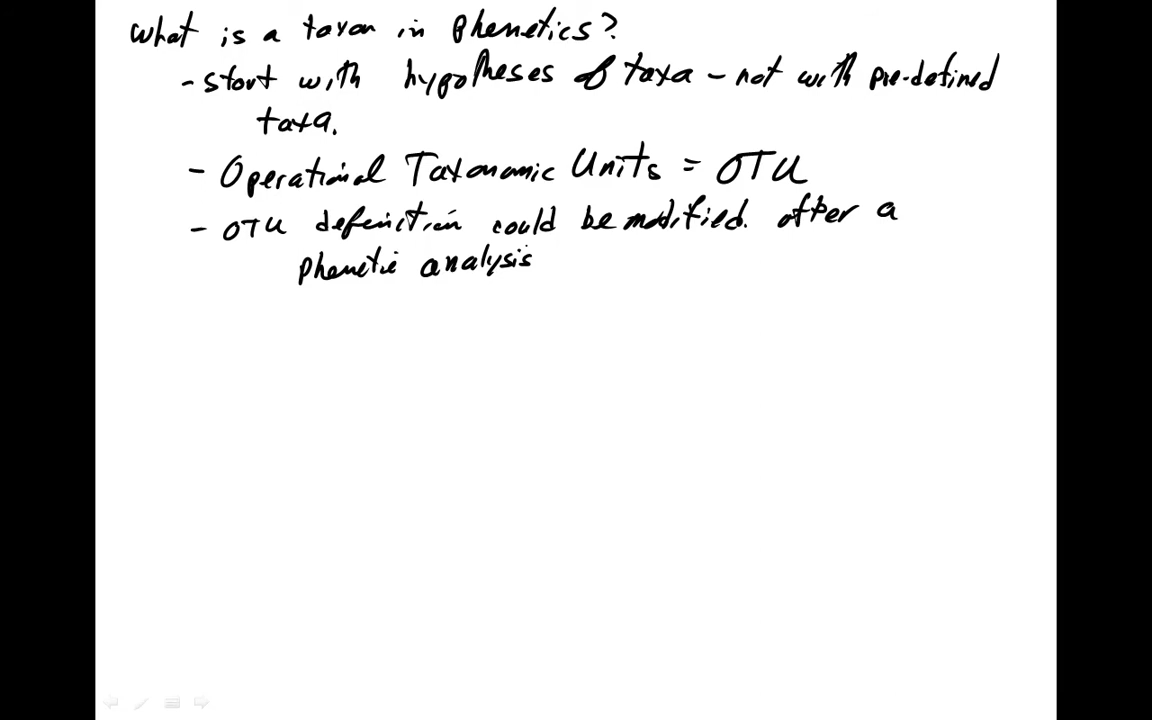 What is a taxon in Phenetics?
- start with hypotheses of taxa - not with pre-defined
taxa.
- Operational Taxonomic Units = OTU
- OTU definition could be modified. after a
phenetic analysis